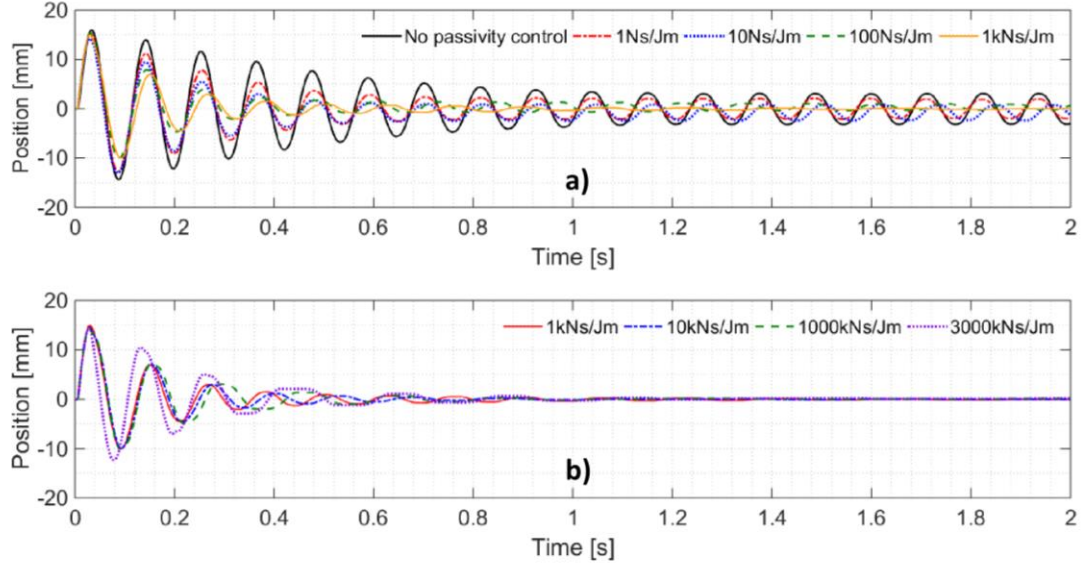 20
No passivity control 1Ns/Jm 10Ns/Jm 100Ns/Jm 1kNs/Jm
10
0
-10
-20
Position [mm]
a)
0 0.2 0.4 0.6 0.8 1 1.2 1.4 1.6 1.8 2
Time [s]
20
1kNs/Jm 10kNs/Jm 1000kNs/Jm 3000kNs/Jm
10
0
-10
-20
Position [mm]
b)
0 0.2 0.4 0.6 0.8 1 1.2 1.4 1.6 1.8 2
Time [s]